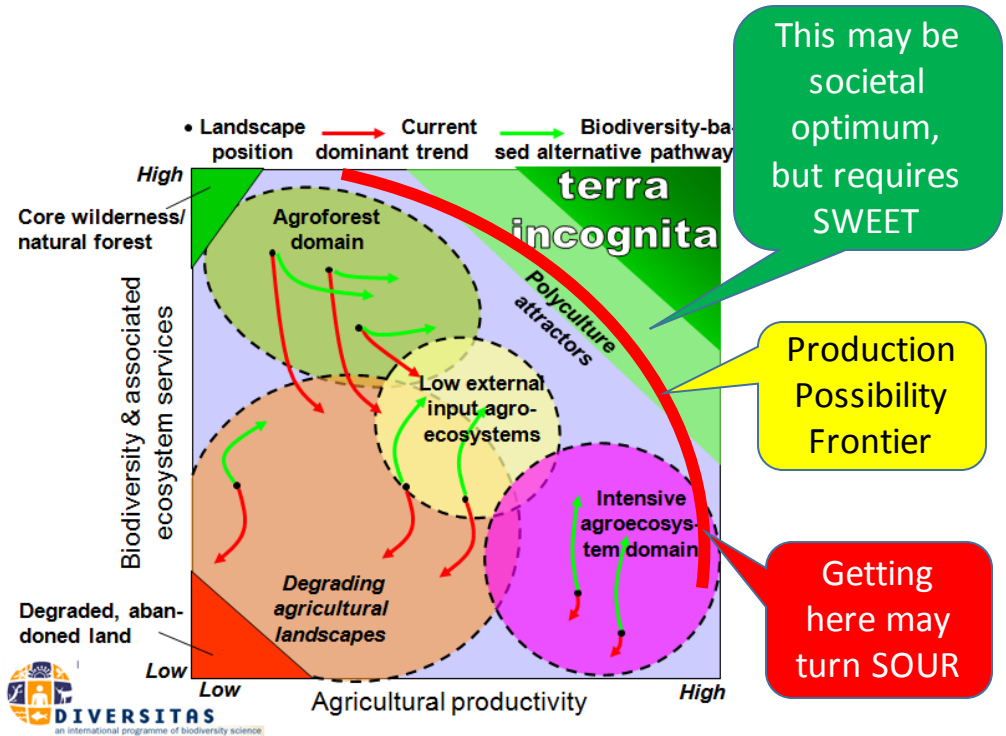 • Landscape position
Current dominant trend
Biodiversity-ba-
sed alternative pathway
High
Core wilderness/
natural forest
Agroforest
domain
terra
incognita
Polyculture
attractors
Low external
input agro-
ecosystems
Biodiversity & associated
ecosystem services
Intensive
agroecosys-
tem domain
Degrading
agricultural
landscapes
Degraded, aban-
doned land
Low
Low
Agricultural productivity
High
This may be
societal
optimum,
but requires
SWEET
Production
Possibility
Frontier
Getting
here may
turn SOUR
DIVERSITAS
an international programme of biodiversity science